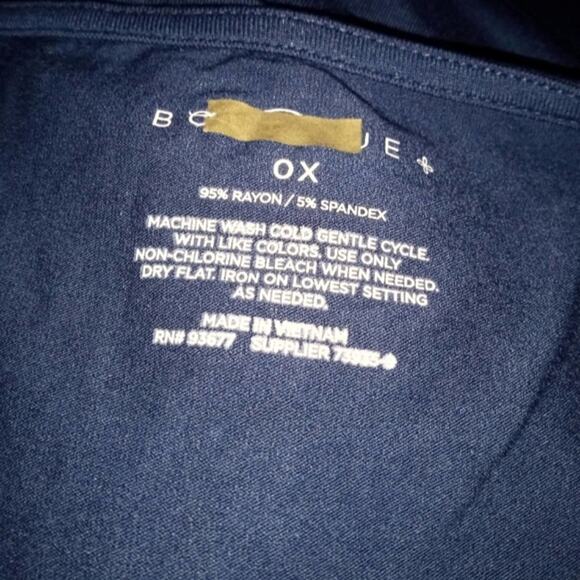 OX
95% RAYON / 5% SPANDEX
MACHINE WASH COLD GENTLE CYCLE.
WITH LIKE COLORS. USE ONLY
NON-CHLORINE BLEACH WHEN NEEDED.
DRY FLAT. IRON ON LOWEST SETTING
AS NEEDED.
MADE IN VIETNAM
RN# 93677 SUPPLIER